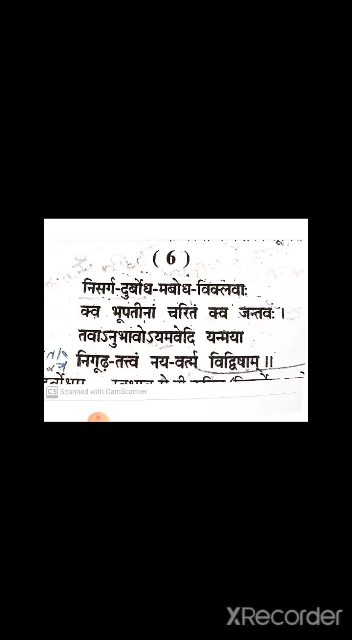 ( 6 )
निसर्ग-दुर्बोध-मबोध-विक्लवाः
क्व भूपतीनां चरितं क्व जन्तवः ।
तवाऽनुभावोऽयमवेदि यन्मया
निगूढ़-तत्त्वं नय-वर्त्म विद्विषाम् ॥
CS Scanned with CamScanner
XRecorder